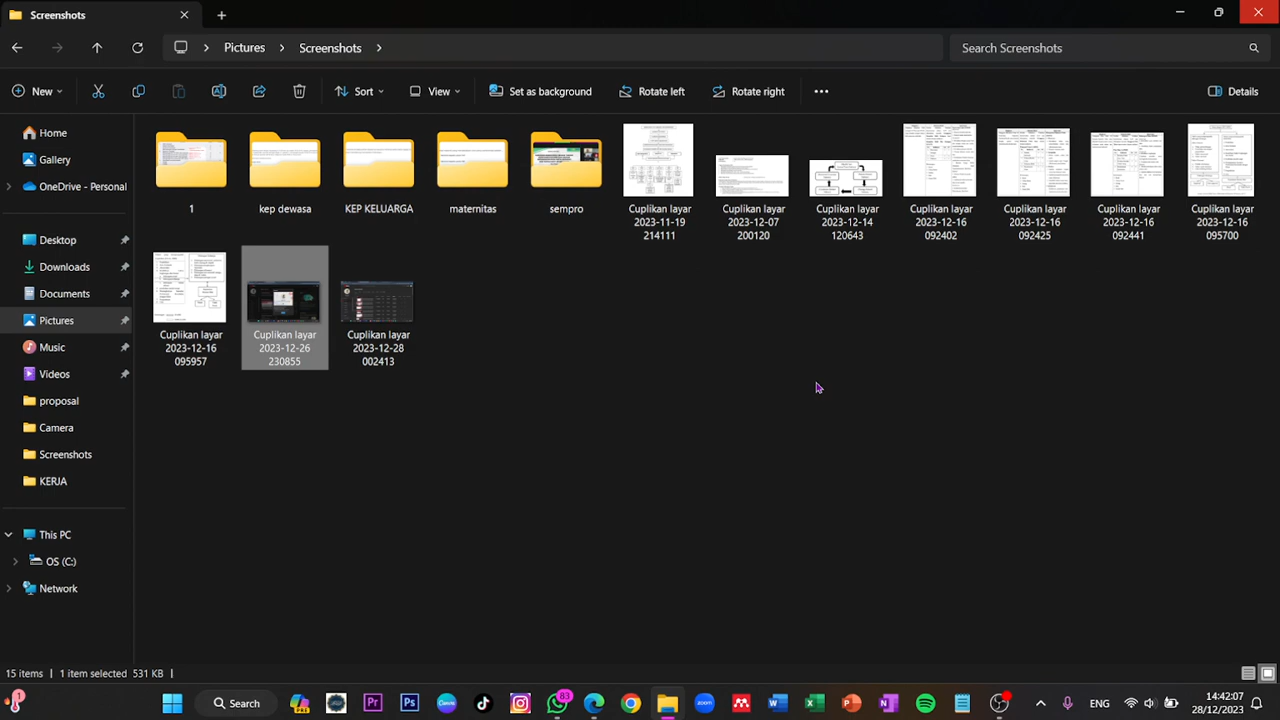 Screenshots
Pictures
Screenshots
Search Screenshots
New
Sort
View
Set as background
Rotate left
Rotate right
Details
Home
Gallery
OneDrive - Personal
Desktop
Downloads
Documents
Pictures
Music
Videos
proposal
Camera
Screenshots
KERJA
This PC
OS (C:)
Network
1
KEP KELUARGA
komunitas
Cuplikan layar
2023-11-19
214111
Cuplikan layar
2023-12-07
200120
Cuplikan layar
2023-12-14
120643
Cuplikan layar
2023-12-16
092402
Cuplikan layar
2023-12-16
092425
Cuplikan layar
2023-12-16
092441
Cuplikan layar
2023-12-16
095700
Cuplikan layar
2023-12-16
095957
Cuplikan layar
2023-12-26
230855
Cuplikan layar
2023-12-28
002413
15 items
1 item selected 531 KB
1
Search
PRE
83
zoom
ENG
14:42:07
28/12/2023